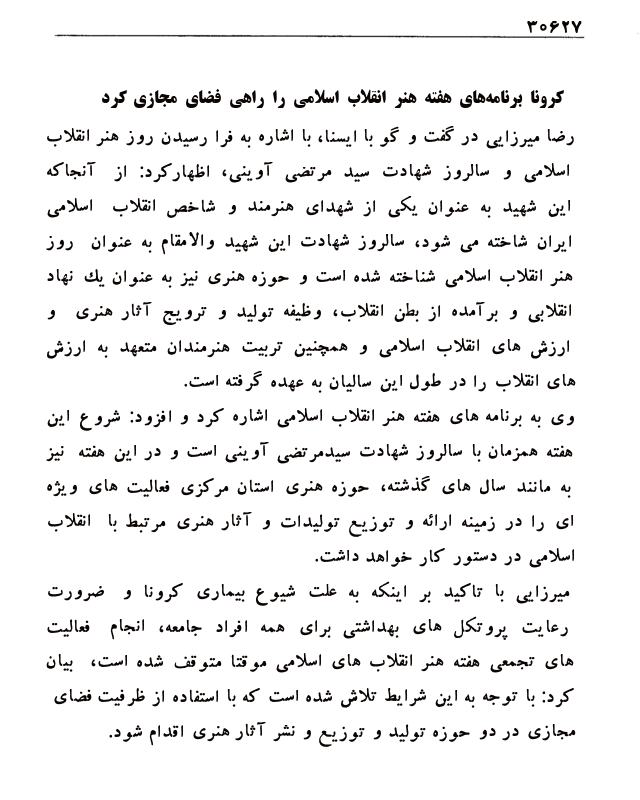 ۳۰۶۲۷
کرونا برنامه‌های هفته هنر انقلاب اسلامی را راهی فضای مجازی کرد
رضا میرزایی در گفت و گو با ایسنا، با اشاره به فرا رسیدن روز هنر انقلاب
اسلامی و سالروز شهادت سید مرتضی آوینی، اظهارکرد: از آنجاکه
این شهید به عنوان یکی از شهدای هنرمند و شاخص انقلاب اسلامی
ایران شاخته می شود، سالروز شهادت این شهید والامقام به عنوان روز
هنر انقلاب اسلامی شناخته شده است و حوزه هنری نیز به عنوان یك نهاد
انقلابی و برآمده از بطن انقلاب، وظیفه تولید و ترویج آثار هنری و
ارزش های انقلاب اسلامی و همچنین تربیت هنرمندان متعهد به ارزش
های انقلاب را در طول این سالیان به عهده گرفته است.
وی به برنامه های هفته هنر انقلاب اسلامی اشاره کرد و افزود: شروع این
هفته همزمان با سالروز شهادت سیدمرتضی آوینی است و در این هفته نیز
به مانند سال های گذشته، حوزه هنری استان مرکزی فعالیت های ویژه
ای را در زمینه ارائه و توزیع تولیدات و آثار هنری مرتبط با انقلاب
اسلامی در دستور کار خواهد داشت.
میرزایی با تاکید بر اینکه به علت شیوع بیماری کرونا و ضرورت
رعایت پروتکل های بهداشتی برای همه افراد جامعه، انجام فعالیت
های تجمعی هفته هنر انقلاب های اسلامی موقتا متوقف شده است، بیان
کرد: با توجه به این شرایط تلاش شده است که با استفاده از ظرفیت فضای
مجازی در دو حوزه تولید و توزیع و نشر آثار هنری اقدام شود.